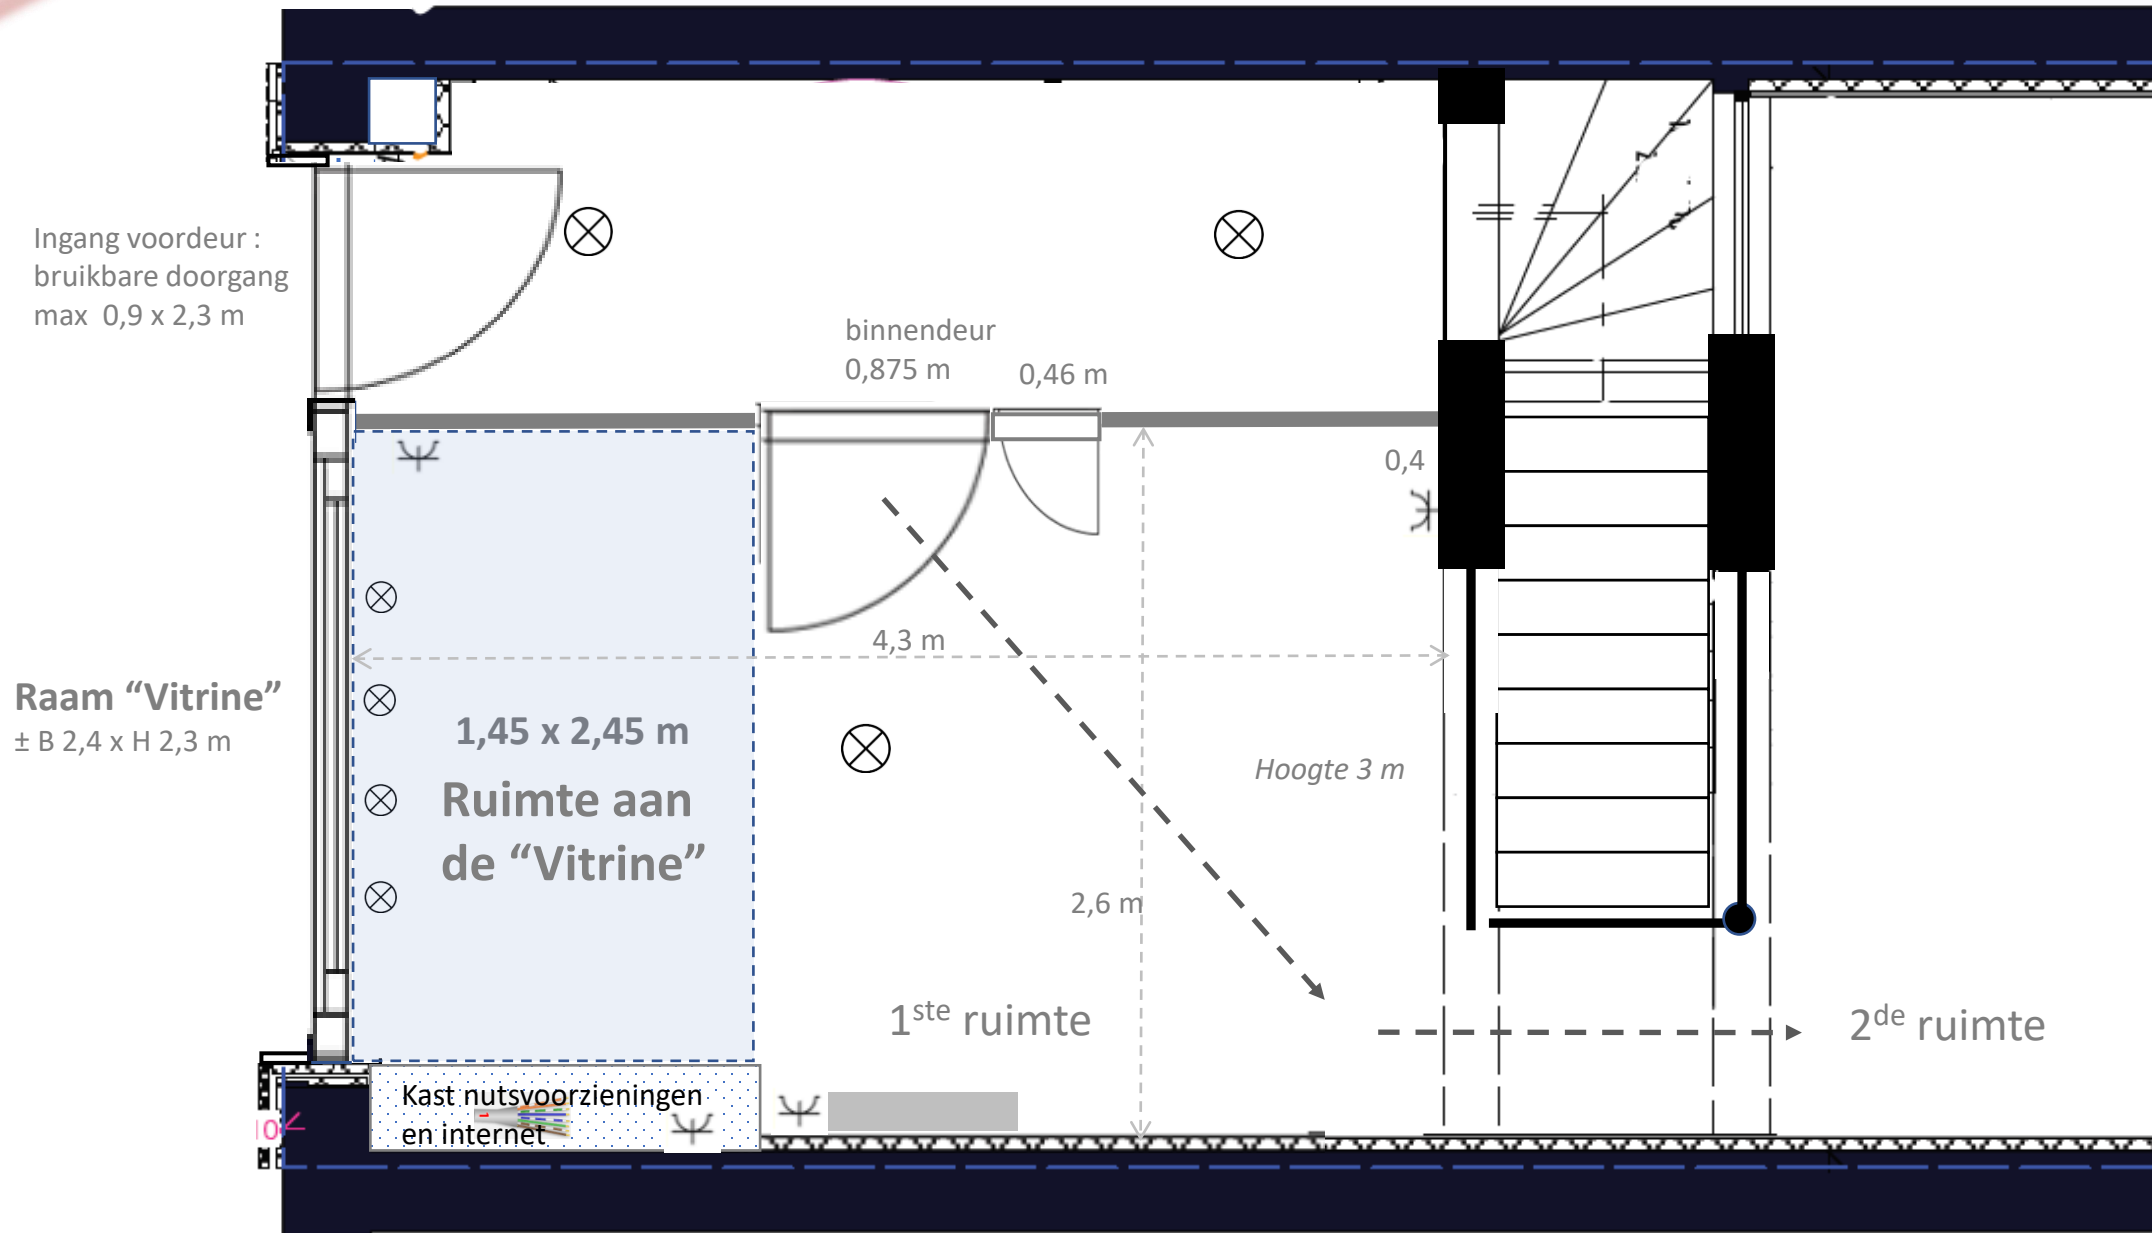 Ingang voordeur :
bruikbare doorgang
max 0,9 x 2,3 m
binnendeur
0,875 m
0,46 m
0,4
4,3 m
Raam “Vitrine”
± B 2,4 x H 2,3 m
1,45 x 2,45 m
Ruimte aan
de “Vitrine”
Hoogte 3 m
2,6 m
1ste ruimte
2de ruimte
Kast nutsvoorzieningen
en internet